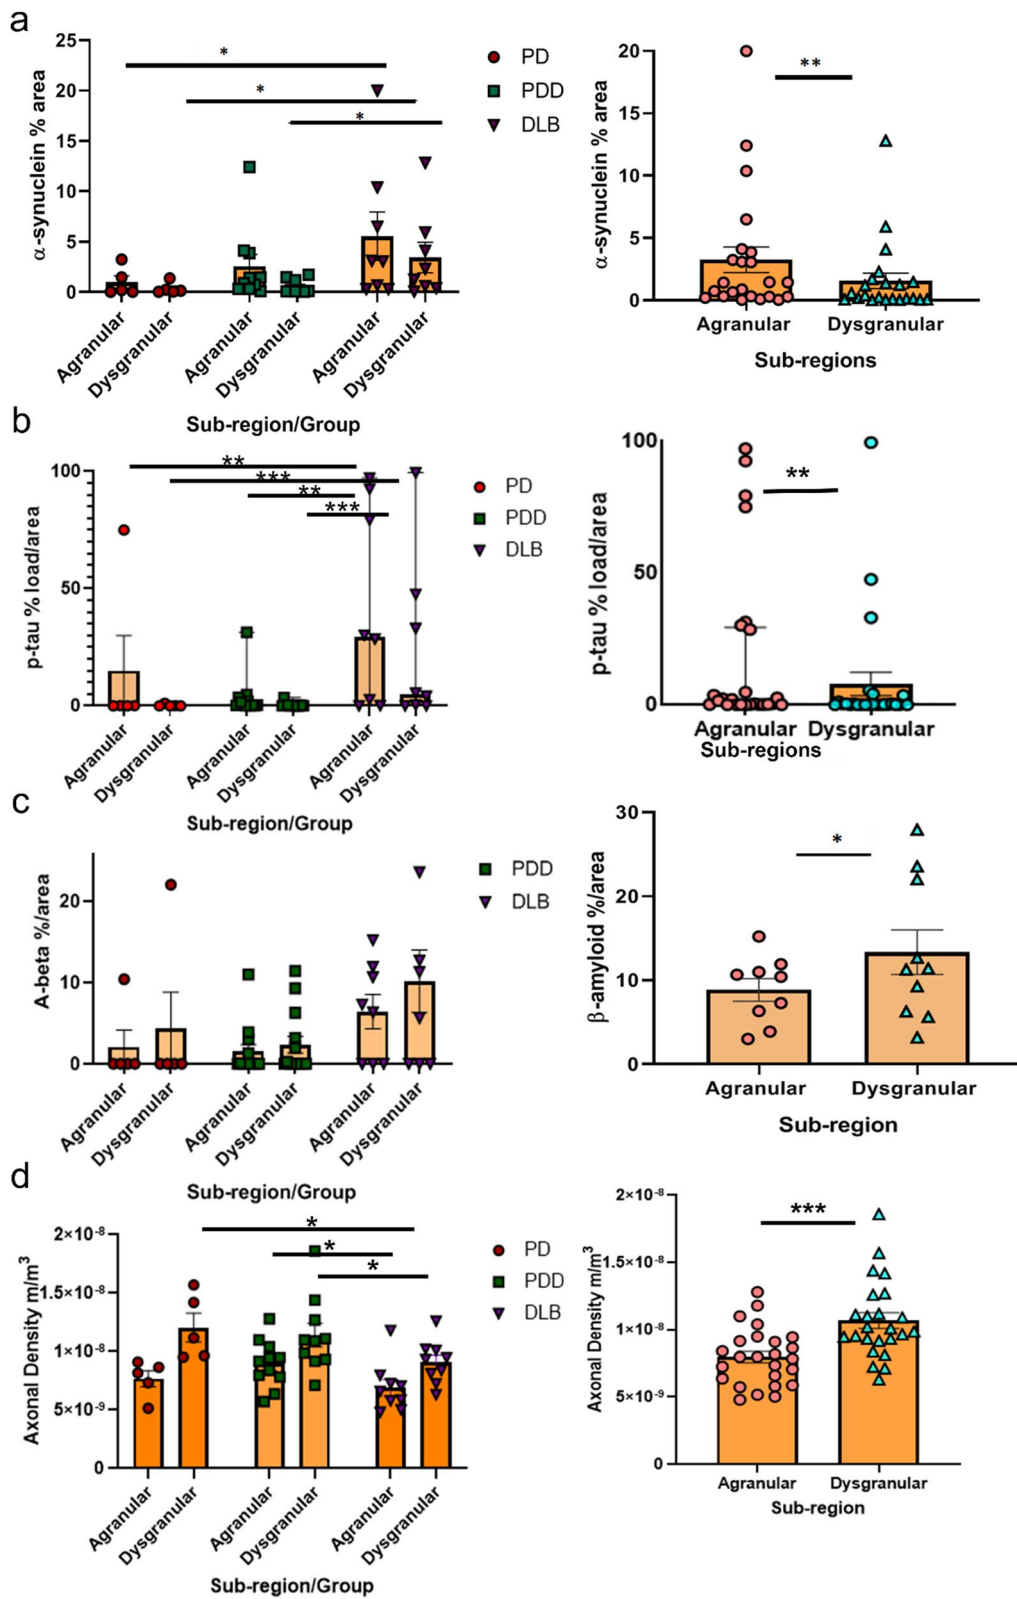 a
α-synuclein % area
25
20
15
10
5
0
*
*
*
PD
PDD
DLB
Agranular
Dysgranular
Agranular
Dysgranular
Agranular
Dysgranular
Sub-region/Group
α-synuclein % area
20
15
10
5
0
**
Agranular
Dysgranular
Sub-regions
b
p-tau % load/area
100
50
0
**
***
**
***
PD
PDD
DLB
Agranular
Dysgranular
Agranular
Dysgranular
Agranular
Dysgranular
Sub-region/Group
p-tau % load/area
100
50
0
**
Agranular Dysgranular
Sub-regions
c
A-beta %/area
20
10
0
PDD
DLB
Agranular
Dysgranular
Agranular
Dysgranular
Agranular
Dysgranular
Sub-region/Group
β-amyloid %/area
30
20
10
0
*
Agranular
Dysgranular
Sub-region
d
Axonal Density m/m³
2×10⁻⁸
1.5×10⁻⁸
1×10⁻⁸
5×10⁻⁹
0
*
*
*
PD
PDD
DLB
Agranular
Dysgranular
Agranular
Dysgranular
Agranular
Dysgranular
Sub-region/Group
Axonal Density m/m³
2×10⁻⁸
1.5×10⁻⁸
1×10⁻⁸
5×10⁻⁹
0
***
Agranular
Dysgranular
Sub-region